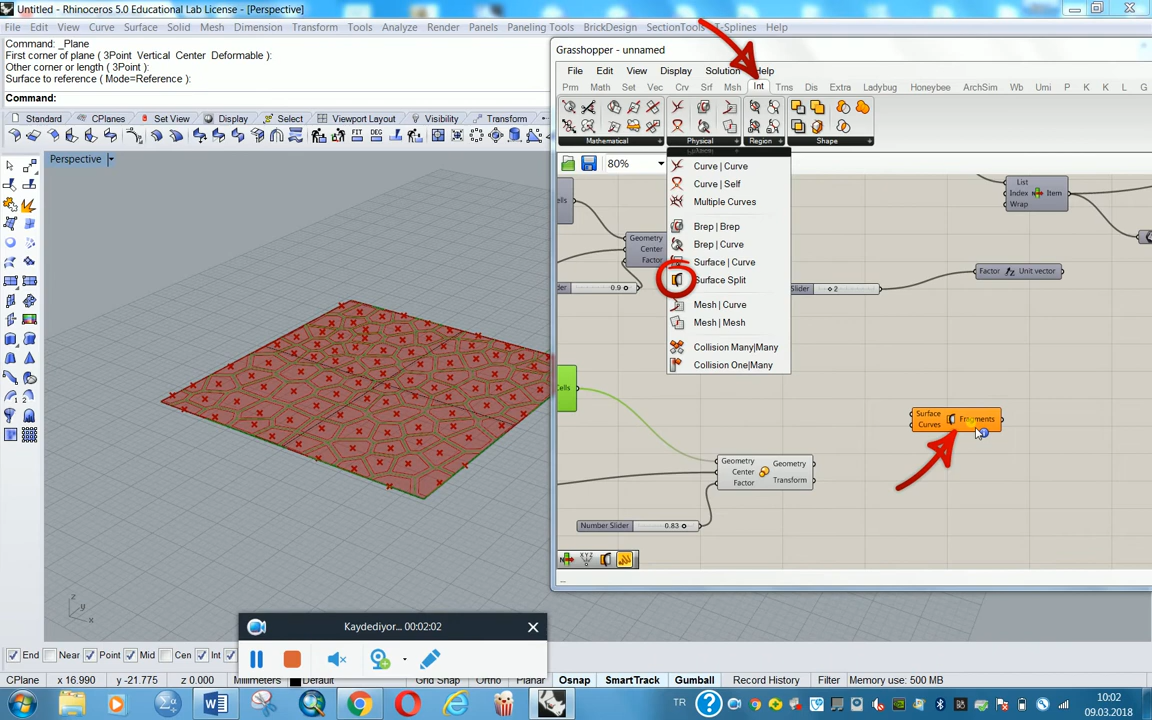 Untitled - Rhinoceros 5.0 Educational Lab License - [Perspective]
File Edit View Curve Surface Solid Mesh Dimension Transform Tools Analyze Render Panels Paneling Tools BrickDesign SectionTools T-Splines Help
Command: _Plane
First corner of plane ( 3Point Vertical Center Deformable ):
Other corner or length ( 3Point ):
Surface to reference ( Mode=Reference ):
Command:
Standard CPlanes Set View Display Select Viewport Layout Visibility Transform
Perspective
Grasshopper - unnamed
File Edit View Display Solution Help
Prm Math Set Vec Crv Srf Msh Int Trns Dis Extra Ladybug Honeybee ArchSim Wb Umi P K K L G
Mathematical Physical Region Shape
80%
Curve | Curve
Curve | Self
Multiple Curves
Brep | Brep
Brep | Curve
Surface | Curve
Surface Split
Mesh | Curve
Mesh | Mesh
Collision Many|Many
Collision One|Many
List
Index Item
Wrap
Geometry
Center
Factor
0.9
Slider 2
Factor Unit vector
Surface Fragments
Curves
Geometry Geometry
Center
Factor Transform
Number Slider 0.83
Kaydediyor... 00:02:02
End Near Point Mid Cen Int
CPlane x 16.990 y -21.775 z 0.000 Millimeters Default Grid Snap Ortho Planar Osnap SmartTrack Gumball Record History Filter Memory use: 500 MB
TR
10:02
09.03.2018